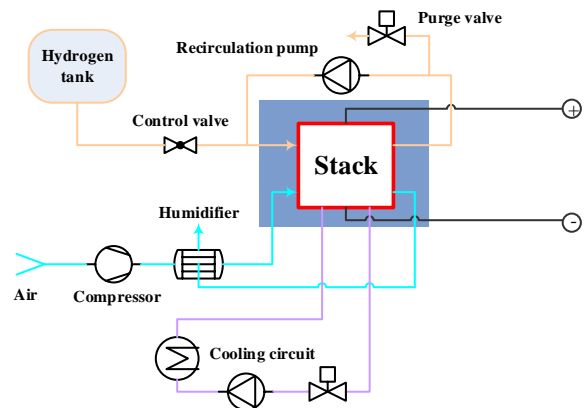 Purge valve
Recirculation pump
Hydrogen
tank
Control valve
+
Stack
Humidifier
-
Air
Compressor
Cooling circuit